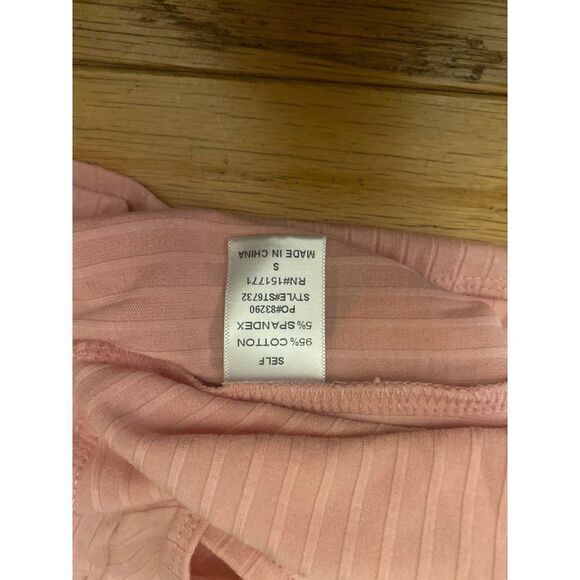 SELF
95% COTTON
5% SPANDEX
PO#83290
STYLE#ST6732
RN#151771
S
MADE IN CHINA